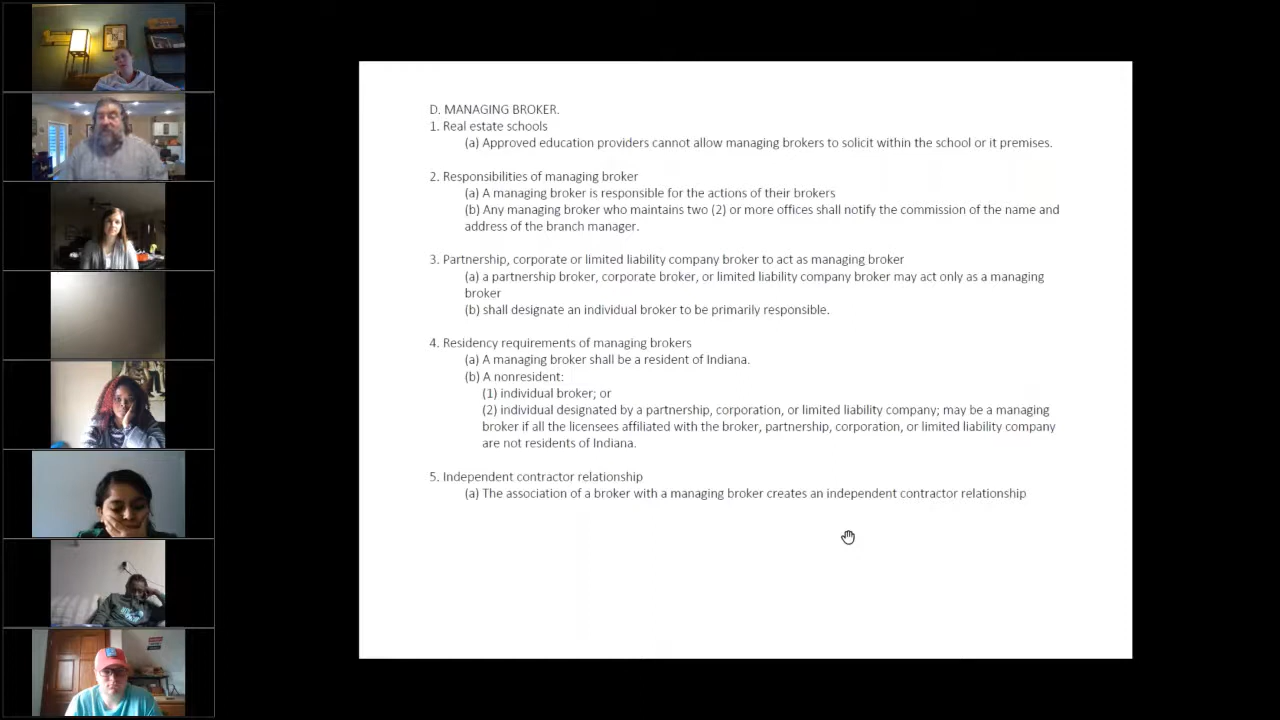 D. MANAGING BROKER.
1. Real estate schools
(a) Approved education providers cannot allow managing brokers to solicit within the school or it premises.
2. Responsibilities of managing broker
(a) A managing broker is responsible for the actions of their brokers
(b) Any managing broker who maintains two (2) or more offices shall notify the commission of the name and
address of the branch manager.
3. Partnership, corporate or limited liability company broker to act as managing broker
(a) a partnership broker, corporate broker, or limited liability company broker may act only as a managing
broker
(b) shall designate an individual broker to be primarily responsible.
4. Residency requirements of managing brokers
(a) A managing broker shall be a resident of Indiana.
(b) A nonresident:
(1) individual broker; or
(2) individual designated by a partnership, corporation, or limited liability company; may be a managing
broker if all the licensees affiliated with the broker, partnership, corporation, or limited liability company
are not residents of Indiana.
5. Independent contractor relationship
(a) The association of a broker with a managing broker creates an independent contractor relationship